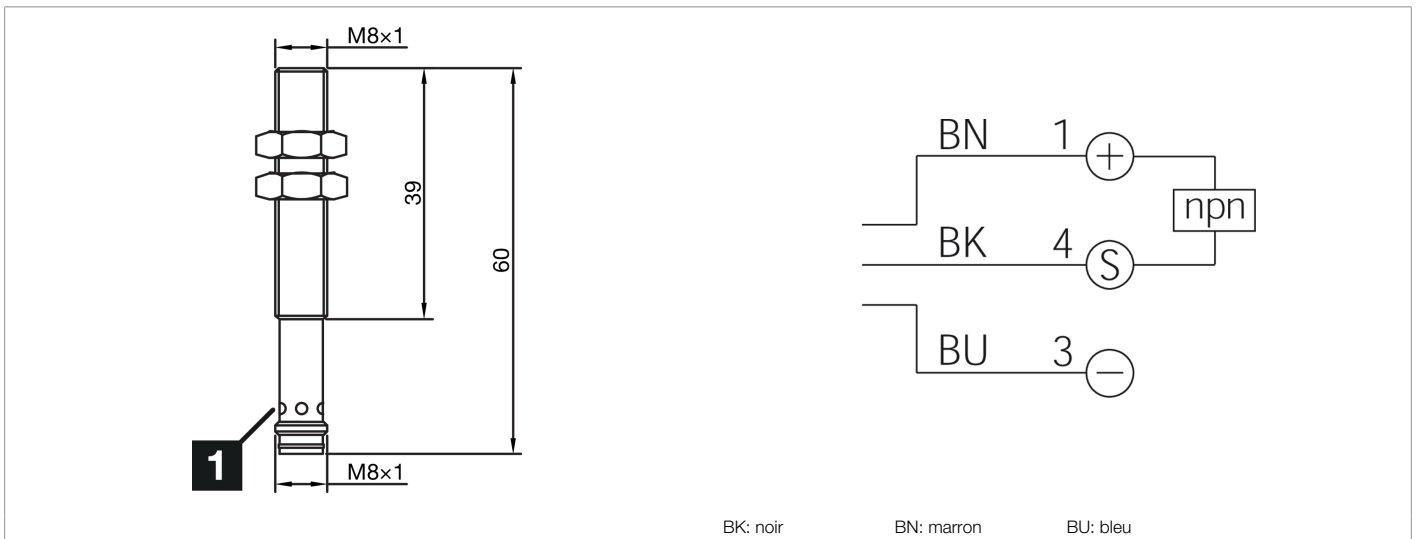 M8×1
39
60
1
M8×1
BN 1 +
npn
BK 4 S
BU 3 −
BK: noir BN: marron BU: bleu